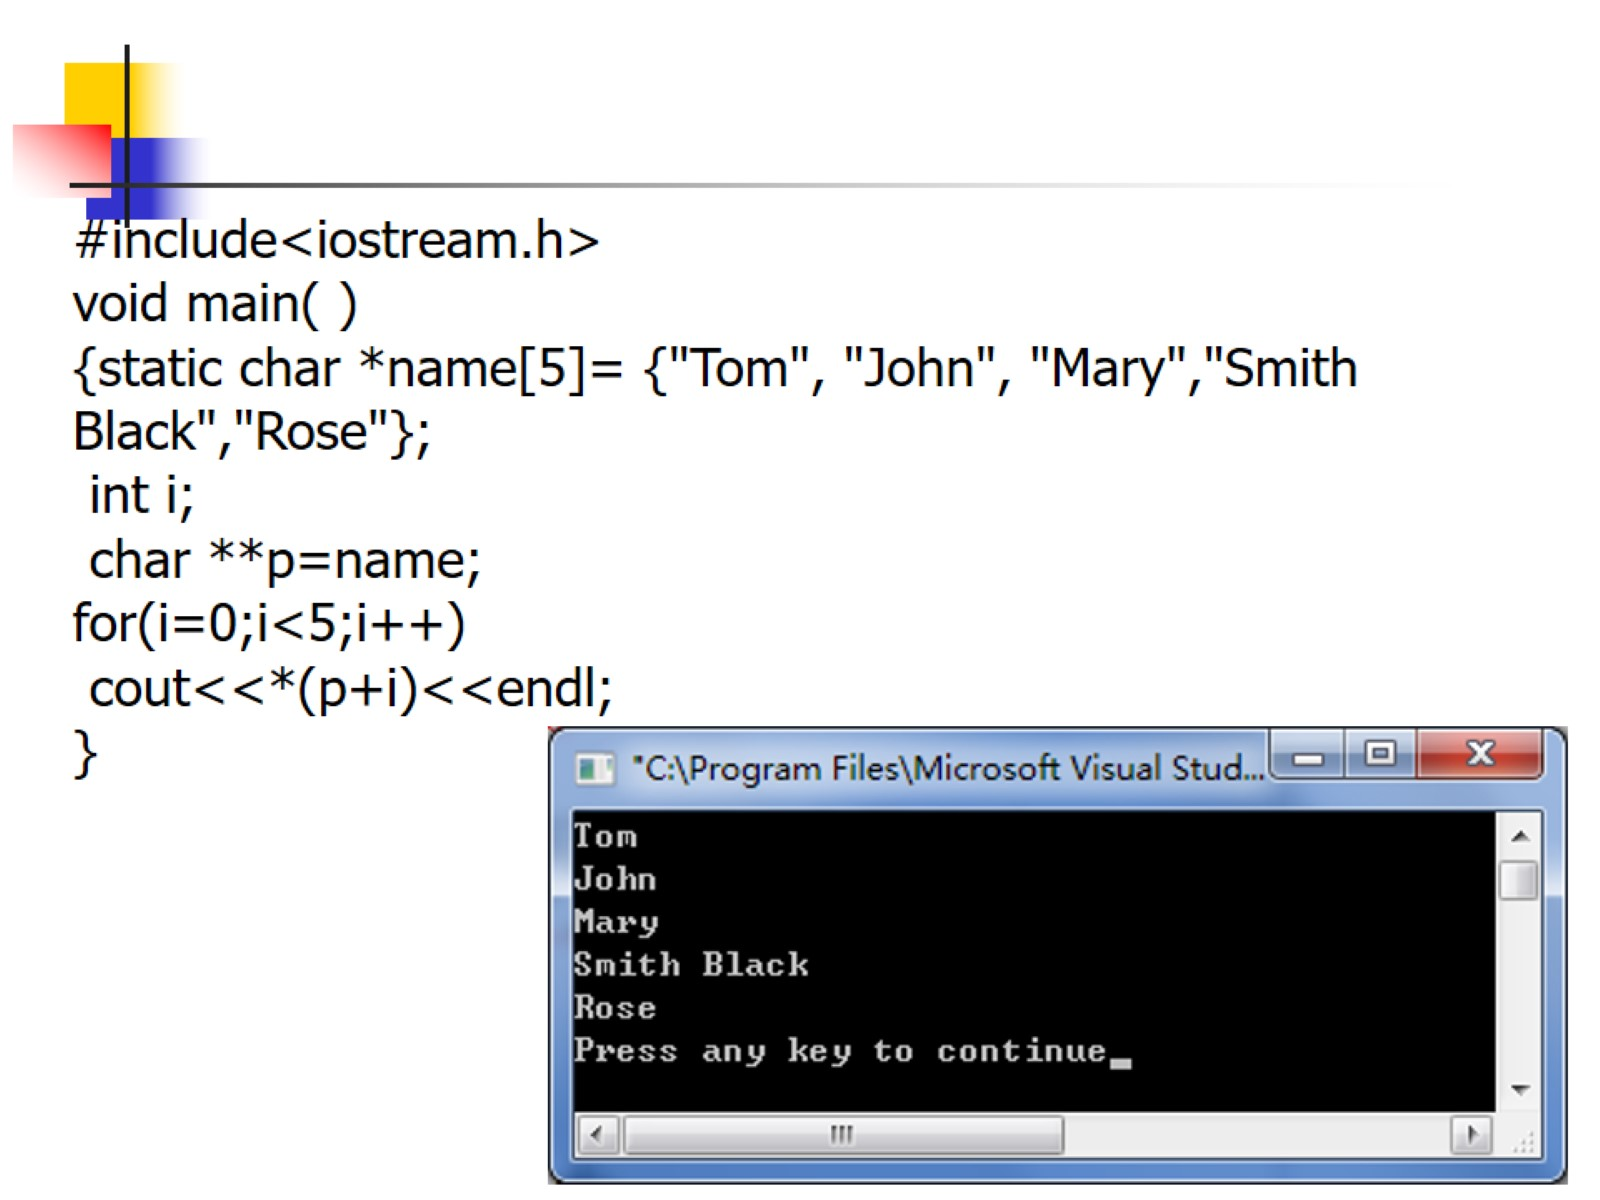 #include<iostream.h>
void main( )
{static char *name[5]= {"Tom", "John", "Mary","Smith
Black","Rose"};
int i;
char **p=name;
for(i=0;i<5;i++)
cout<<*(p+i)<<endl;
}
"C:\Program Files\Microsoft Visual Stud...
Tom
John
Mary
Smith Black
Rose
Press any key to continue_